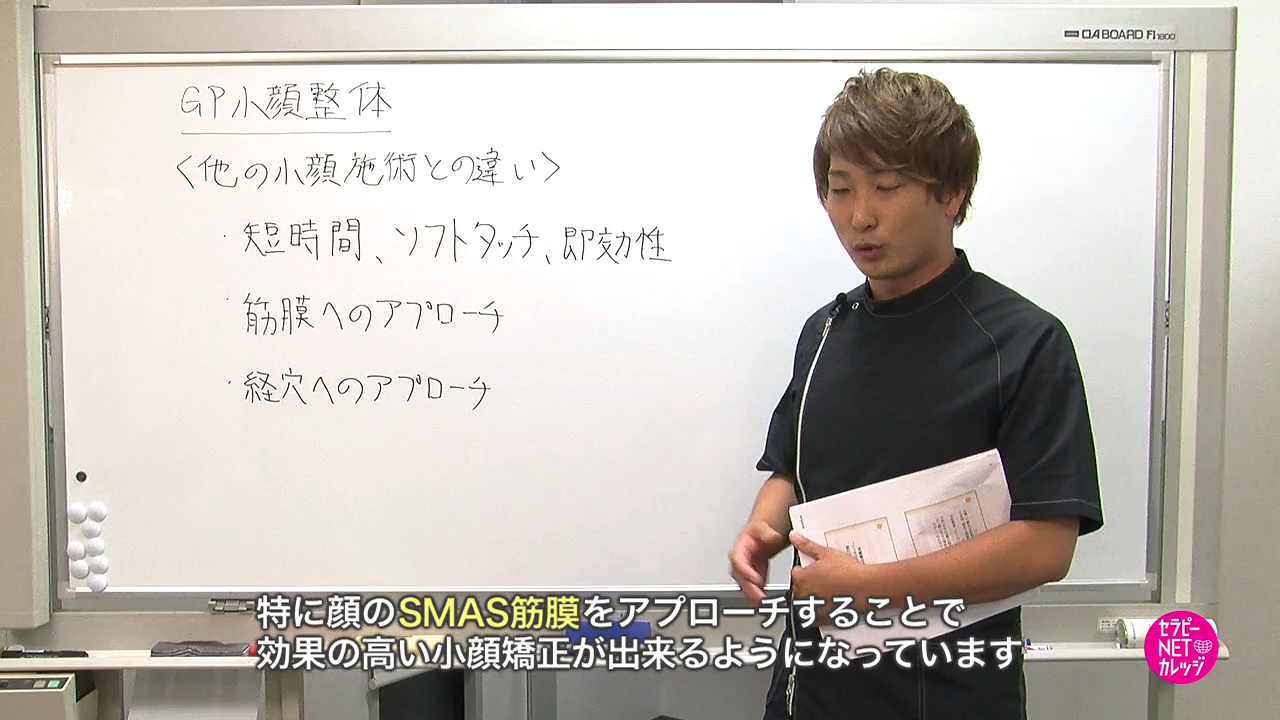 OA BOARD F1 1800
GP小顔整体
〈他の小顔施術との違い〉
・短時間、ソフトタッチ、即効性
・筋膜へのアプローチ
・経穴へのアプローチ
特に顔のSMAS筋膜をアプローチすることで
効果の高い小顔矯正が出来るようになっています
セラピー
NET
カレッジ